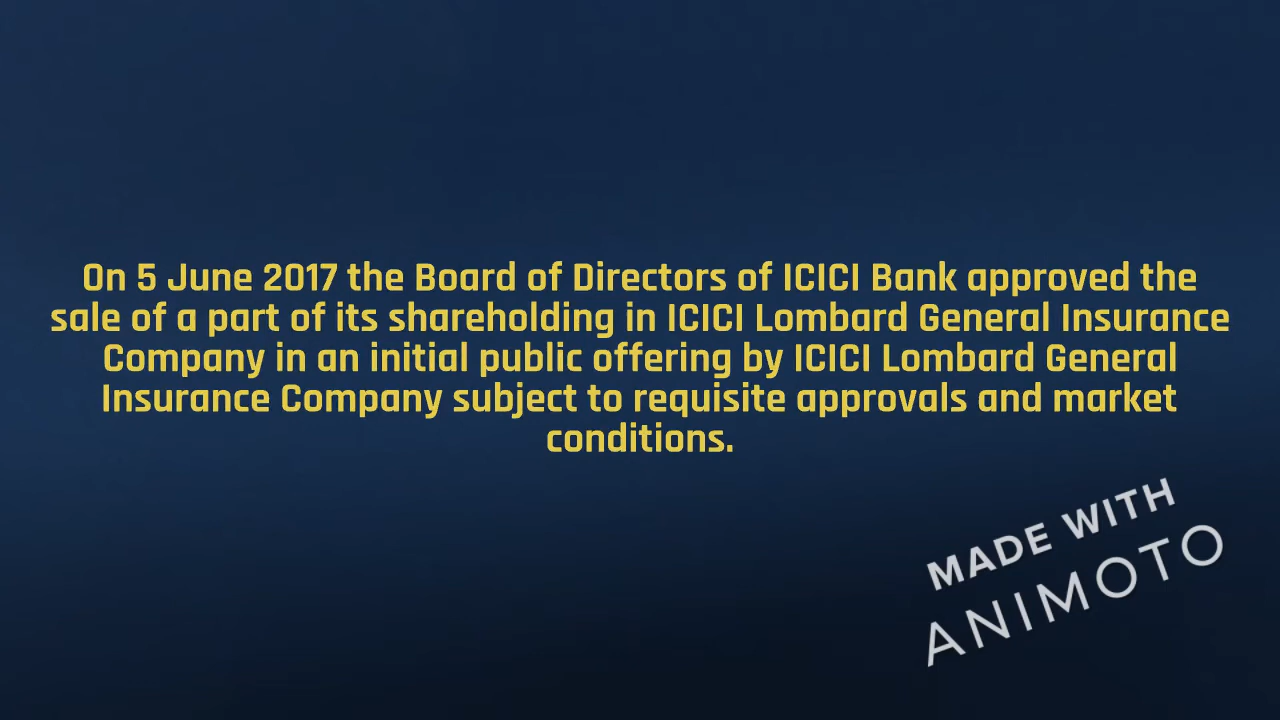 On 5 June 2017 the Board of Directors of ICICI Bank approved the
sale of a part of its shareholding in ICICI Lombard General Insurance
Company in an initial public offering by ICICI Lombard General
Insurance Company subject to requisite approvals and market
conditions.
MADE WITH
ANIMOTO